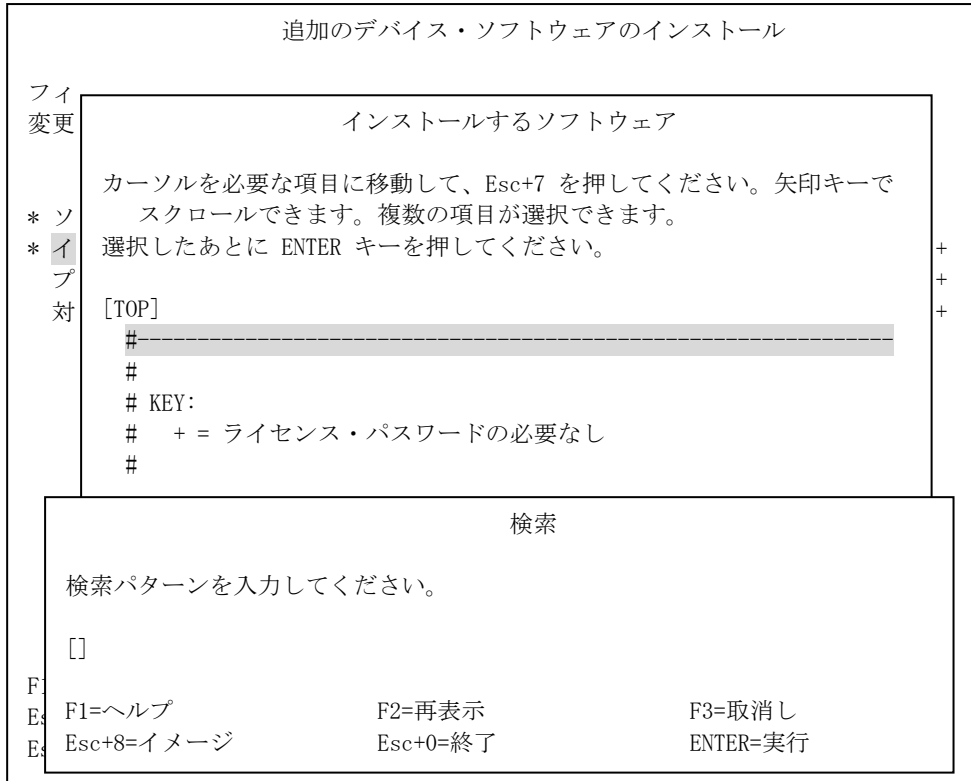 追加のデバイス・ソフトウェアのインストール
フィ
変更
インストールするソフトウェア
カーソルを必要な項目に移動して、Esc+7 を押してください。矢印キーで
スクロールできます。複数の項目が選択できます。
* ソ
* イ
選択したあとに ENTER キーを押してください。
+
プ
+
対
[TOP]
+
#---------------------------------------------------------------
#
# KEY:
#   + = ライセンス・パスワードの必要なし
#
検索
検索パターンを入力してください。
[]
F1=ヘルプ F2=再表示 F3=取消し
Esc+8=イメージ Esc+0=終了 ENTER=実行